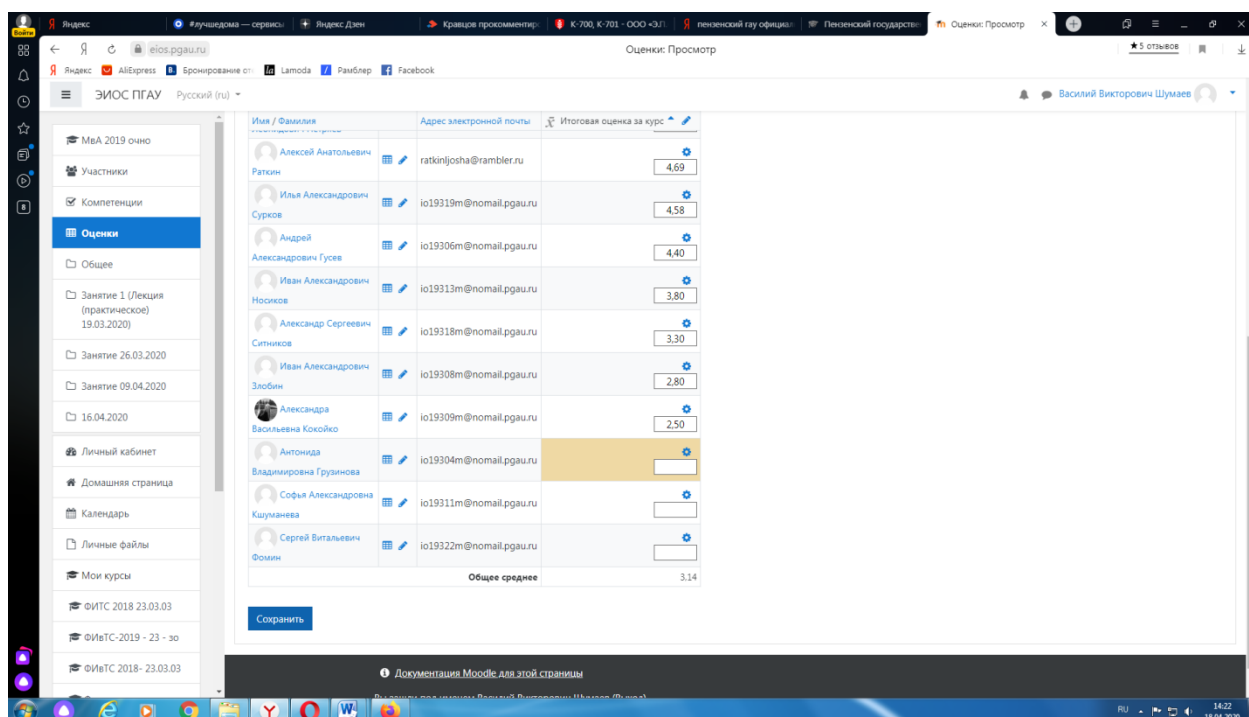 Яндекс
#лучшедома — сервисы
Яндекс Дзен
Кравцов прокомментиро
К-700, К-701 - ООО «Э.П
пензенский гау официал
Пензенский государстве
Оценки: Просмотр
Войти
eios.pgau.ru
Оценки: Просмотр
★5 отзывов
Яндекс AliExpress Бронирование от Lamoda Рамблер Facebook
ЭИОС ПГАУ Русский (ru)
Василий Викторович Шумаев
МвА 2019 очно
Участники
Компетенции
Оценки
Общее
Занятие 1 (Лекция
(практическое)
19.03.2020)
Занятие 26.03.2020
Занятие 09.04.2020
16.04.2020
Личный кабинет
Домашняя страница
Календарь
Личные файлы
Мои курсы
ФИТС 2018 23.03.03
ФИвТС-2019 - 23 - зо
ФИвТС 2018- 23.03.03
Имя / Фамилия Адрес электронной почты Итоговая оценка за курс
Алексей Анатольевич
Раткин ratkinljosha@rambler.ru 4,69
Илья Александрович
Сурков io19319m@nomail.pgau.ru 4,58
Андрей
Александрович Гусев io19306m@nomail.pgau.ru 4,40
Иван Александрович
Носиков io19313m@nomail.pgau.ru 3,80
Александр Сергеевич
Ситников io19318m@nomail.pgau.ru 3,30
Иван Александрович
Злобин io19308m@nomail.pgau.ru 2,80
Александра
Васильевна Кокойко io19309m@nomail.pgau.ru 2,50
Антонида
Владимировна Грузинова io19304m@nomail.pgau.ru
Софья Александровна
Кшуманева io19311m@nomail.pgau.ru
Сергей Витальевич
Фомин io19322m@nomail.pgau.ru
Общее среднее 3,14
Сохранить
Документация Moodle для этой страницы
RU
14:22
18.04.2020